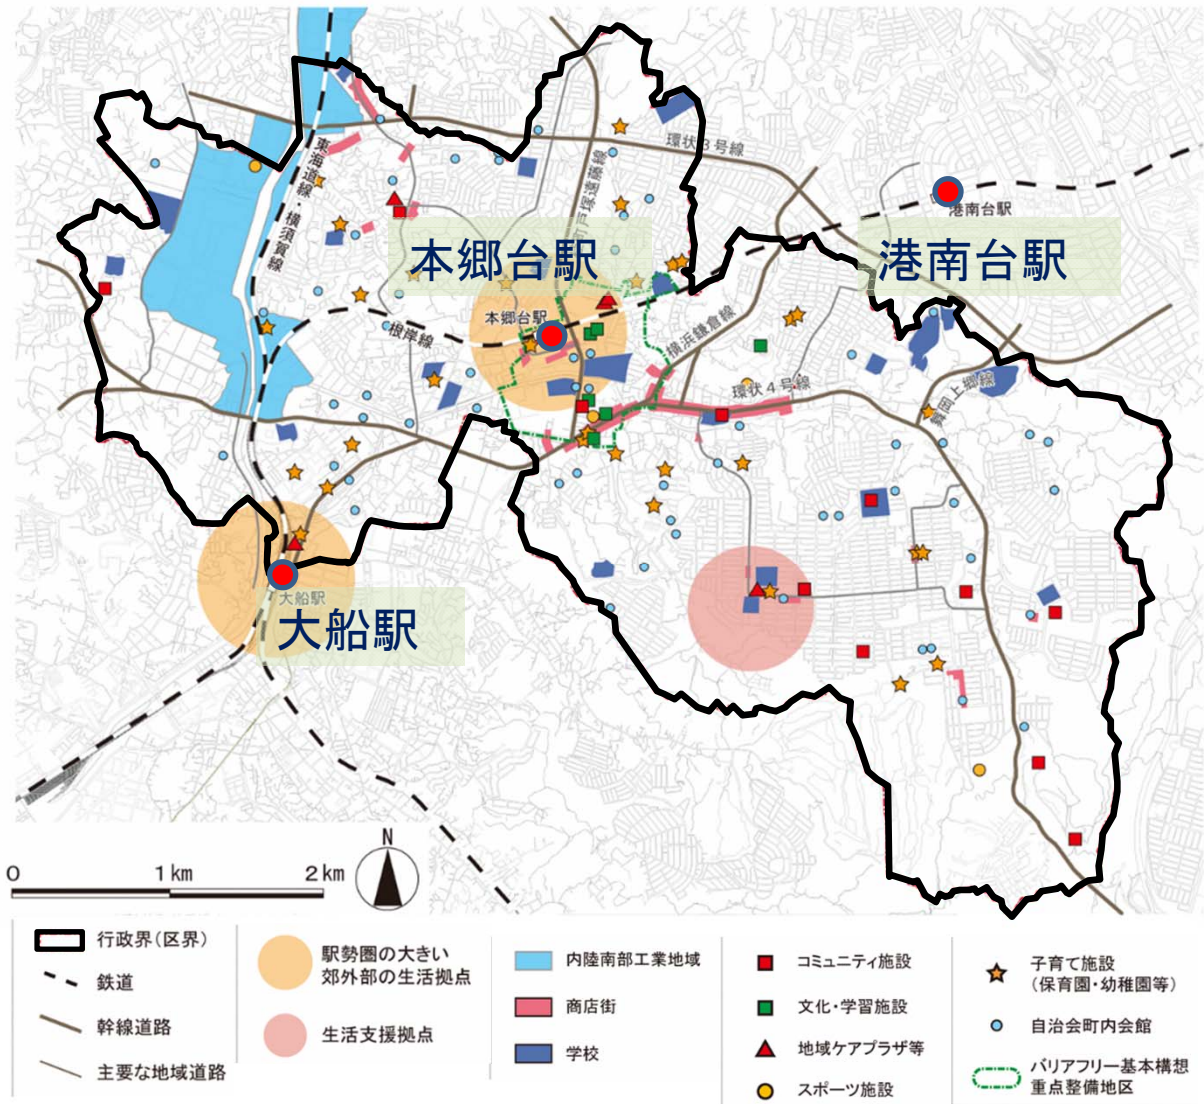 環状3号線
東海道線・横須賀線
戸塚遠藤線
港南台駅
本郷台駅
港南台駅
本郷台駅
根岸線
横浜鎌倉線
環状4号線
上郷線
大船駅
大船駅
N
0 1km 2km
行政界(区界)
鉄道
幹線道路
主要な地域道路
駅勢圏の大きい
郊外部の生活拠点
生活支援拠点
内陸南部工業地域
商店街
学校
コミュニティ施設
文化・学習施設
地域ケアプラザ等
スポーツ施設
子育て施設
(保育園・幼稚園等)
自治会町内会館
バリアフリー基本構想
重点整備地区